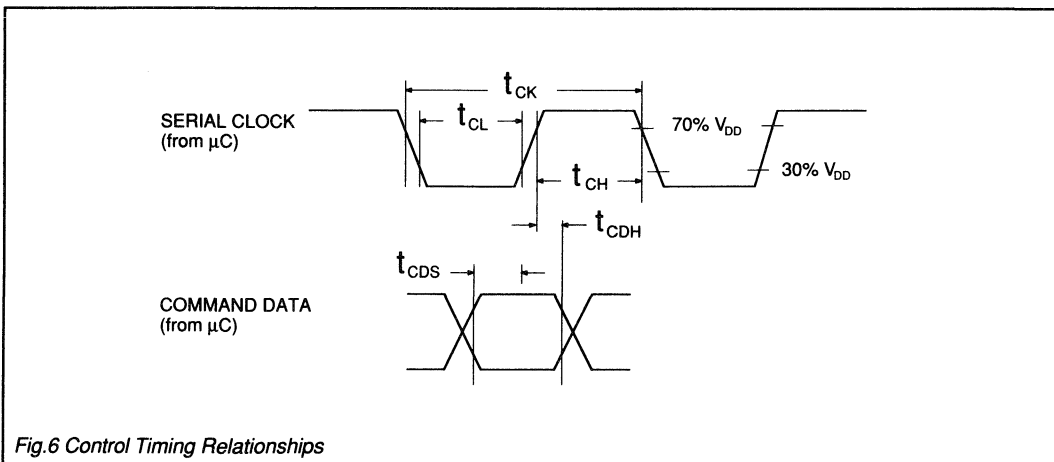 tCK
SERIAL CLOCK
(from μC)
tCL
70% VDD
tCH
30% VDD
tCDH
tCDS
COMMAND DATA
(from μC)
Fig.6 Control Timing Relationships